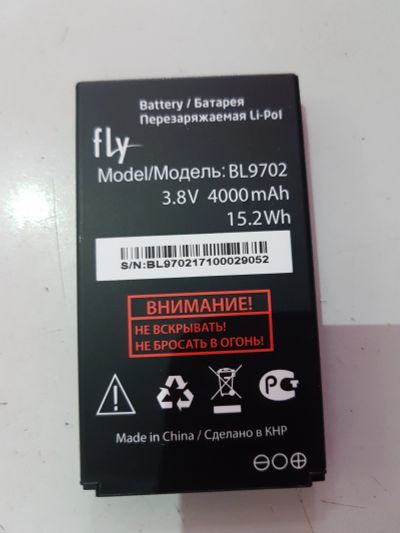 Battery / Батарея
Перезаряжаемая Li-Pol
fly
Model/Модель: BL9702
3.8V 4000mAh
15.2Wh
S/N:BL970217100029052
ВНИМАНИЕ!
НЕ ВСКРЫВАТЬ!
НЕ БРОСАТЬ В ОГОНЬ!
Made in China / Сделано в КНР